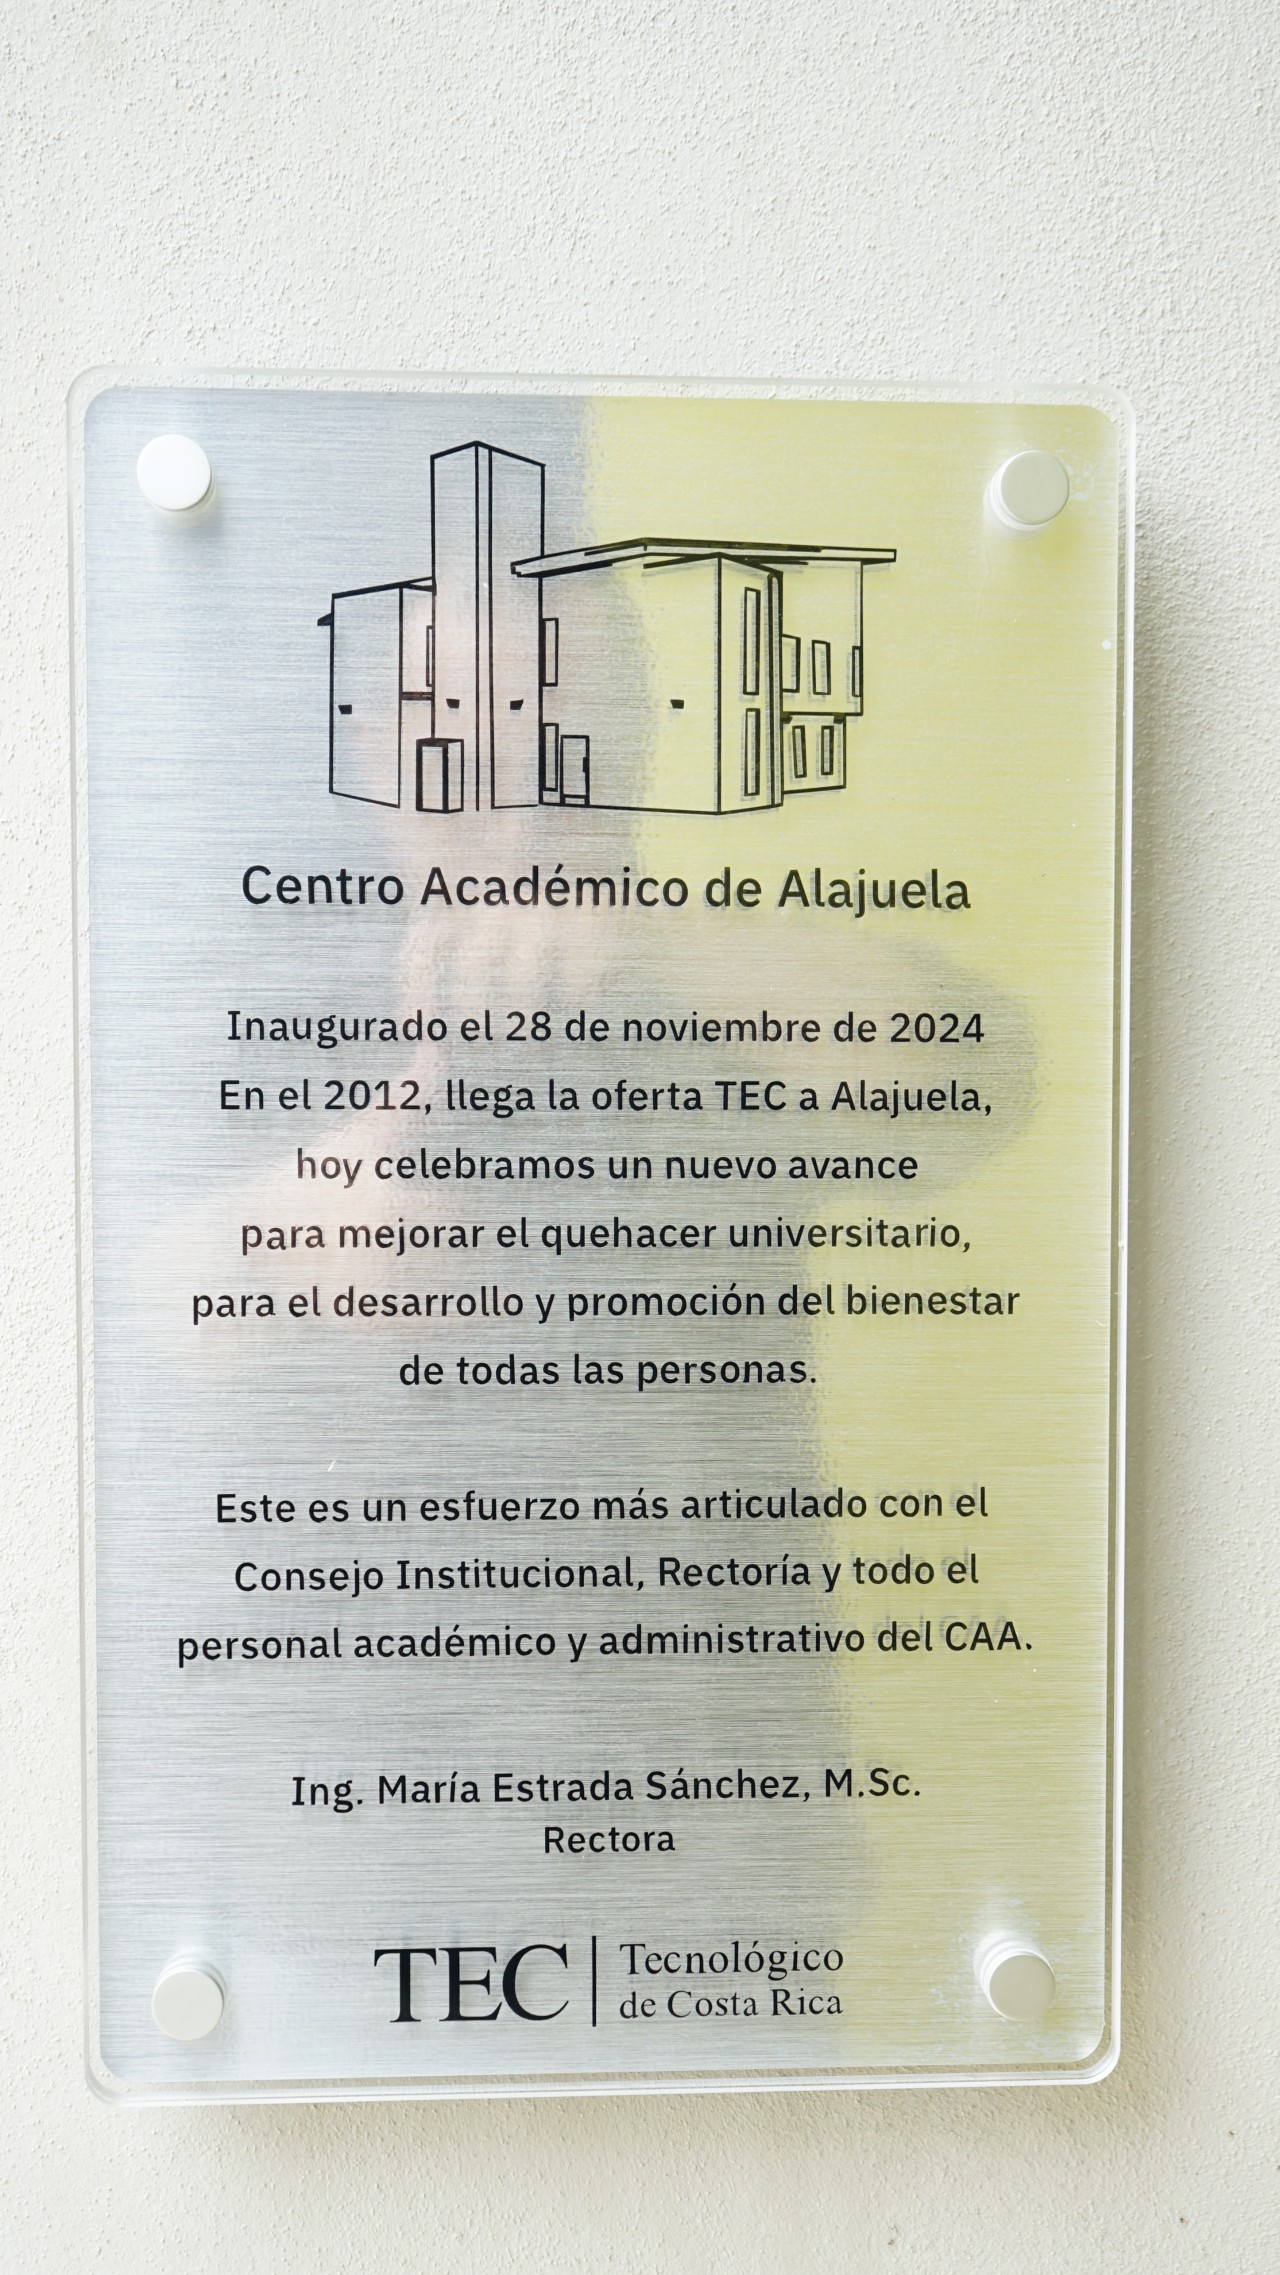 Centro Académico de Alajuela
Inaugurado el 28 de noviembre de 2024
En el 2012, llega la oferta TEC a Alajuela,
hoy celebramos un nuevo avance
para mejorar el quehacer universitario,
para el desarrollo y promoción del bienestar
de todas las personas.
Este es un esfuerzo más articulado con el
Consejo Institucional, Rectoría y todo el
personal académico y administrativo del CAA.
Ing. María Estrada Sánchez, M.Sc.
Rectora
TEC
Tecnológico
de Costa Rica